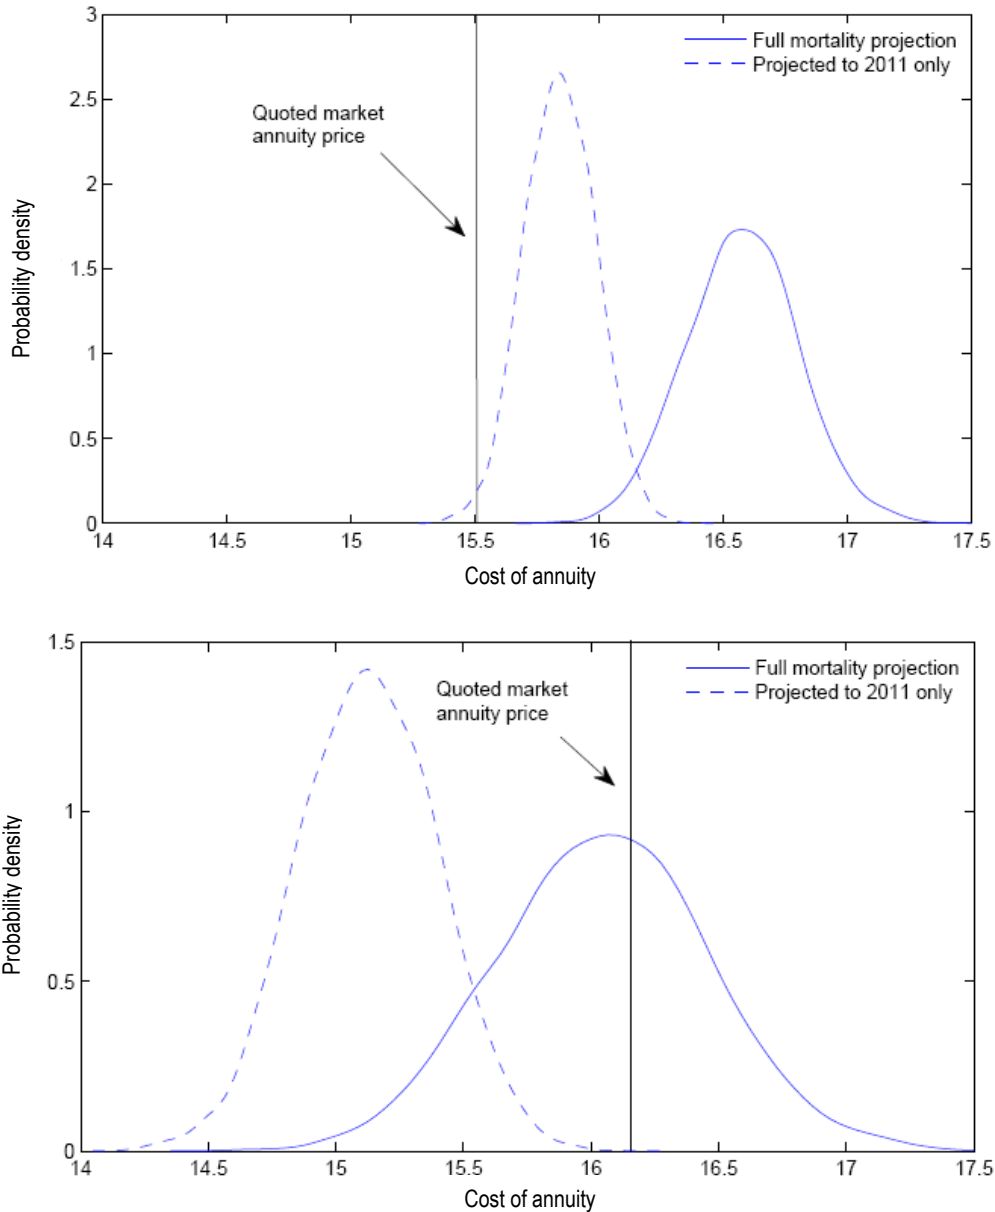 3
Full mortality projection
Projected to 2011 only
2.5
Quoted market
annuity price
2
Probability density
1.5
1
0.5
0
14
14.5
15
15.5
16
16.5
17
17.5
Cost of annuity
1.5
Full mortality projection
Projected to 2011 only
Quoted market
annuity price
1
Probability density
0.5
0
14
14.5
15
15.5
16
16.5
17
17.5
Cost of annuity